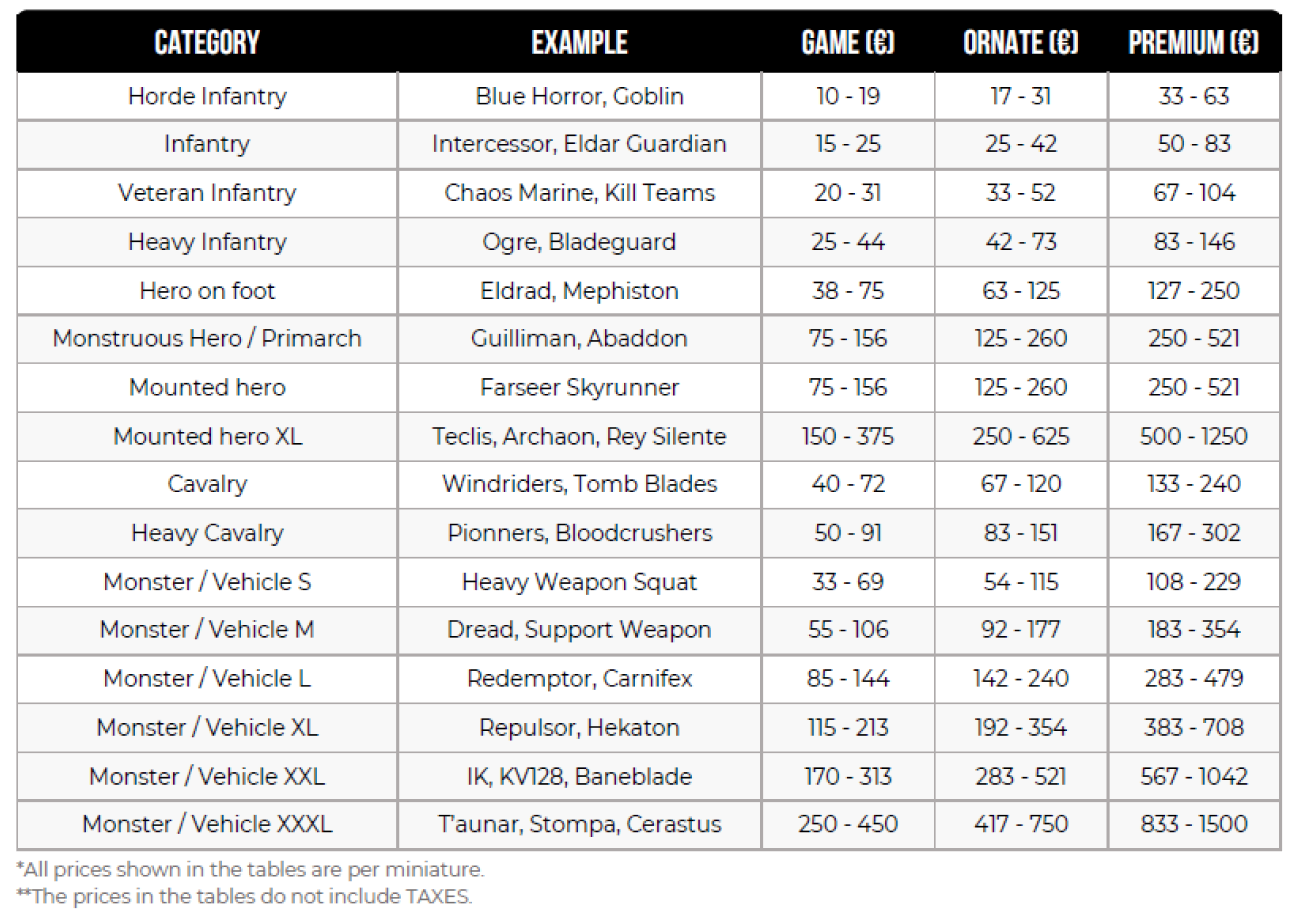 CATEGORY EXAMPLE GAME (€) ORNATE (€) PREMIUM (€)
Horde Infantry Blue Horror, Goblin 10 - 19 17 - 31 33 - 63
Infantry Intercessor, Eldar Guardian 15 - 25 25 - 42 50 - 83
Veteran Infantry Chaos Marine, Kill Teams 20 - 31 33 - 52 67 - 104
Heavy Infantry Ogre, Bladeguard 25 - 44 42 - 73 83 - 146
Hero on foot Eldrad, Mephiston 38 - 75 63 - 125 127 - 250
Monstruous Hero / Primarch Guilliman, Abaddon 75 - 156 125 - 260 250 - 521
Mounted hero Farseer Skyrunner 75 - 156 125 - 260 250 - 521
Mounted hero XL Teclis, Archaon, Rey Silente 150 - 375 250 - 625 500 - 1250
Cavalry Windriders, Tomb Blades 40 - 72 67 - 120 133 - 240
Heavy Cavalry Pionners, Bloodcrushers 50 - 91 83 - 151 167 - 302
Monster / Vehicle S Heavy Weapon Squat 33 - 69 54 - 115 108 - 229
Monster / Vehicle M Dread, Support Weapon 55 - 106 92 - 177 183 - 354
Monster / Vehicle L Redemptor, Carnifex 85 - 144 142 - 240 283 - 479
Monster / Vehicle XL Repulsor, Hekaton 115 - 213 192 - 354 383 - 708
Monster / Vehicle XXL IK, KV128, Baneblade 170 - 313 283 - 521 567 - 1042
Monster / Vehicle XXXL T'aunar, Stompa, Cerastus 250 - 450 417 - 750 833 - 1500
*All prices shown in the tables are per miniature.
**The prices in the tables do not include TAXES.